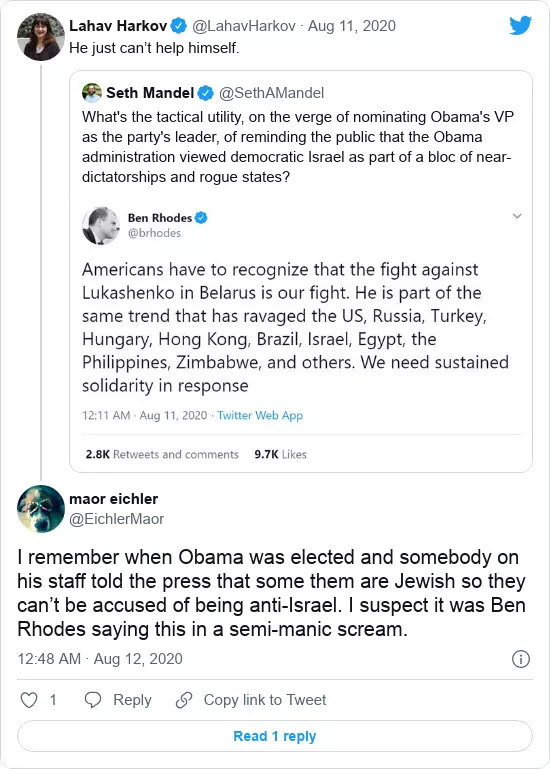 Lahav Harkov @LahavHarkov · Aug 11, 2020
He just can’t help himself.
Seth Mandel @SethAMandel
What's the tactical utility, on the verge of nominating Obama's VP
as the party's leader, of reminding the public that the Obama
administration viewed democratic Israel as part of a bloc of near-
dictatorships and rogue states?
Ben Rhodes
@brhodes
Americans have to recognize that the fight against
Lukashenko in Belarus is our fight. He is part of the
same trend that has ravaged the US, Russia, Turkey,
Hungary, Hong Kong, Brazil, Israel, Egypt, the
Philippines, Zimbabwe, and others. We need sustained
solidarity in response
12:11 AM · Aug 11, 2020 · Twitter Web App
2.8K Retweets and comments 9.7K Likes
maor eichler
@EichlerMaor
I remember when Obama was elected and somebody on
his staff told the press that some them are Jewish so they
can’t be accused of being anti-Israel. I suspect it was Ben
Rhodes saying this in a semi-manic scream.
12:48 AM · Aug 12, 2020
1 Reply Copy link to Tweet
Read 1 reply